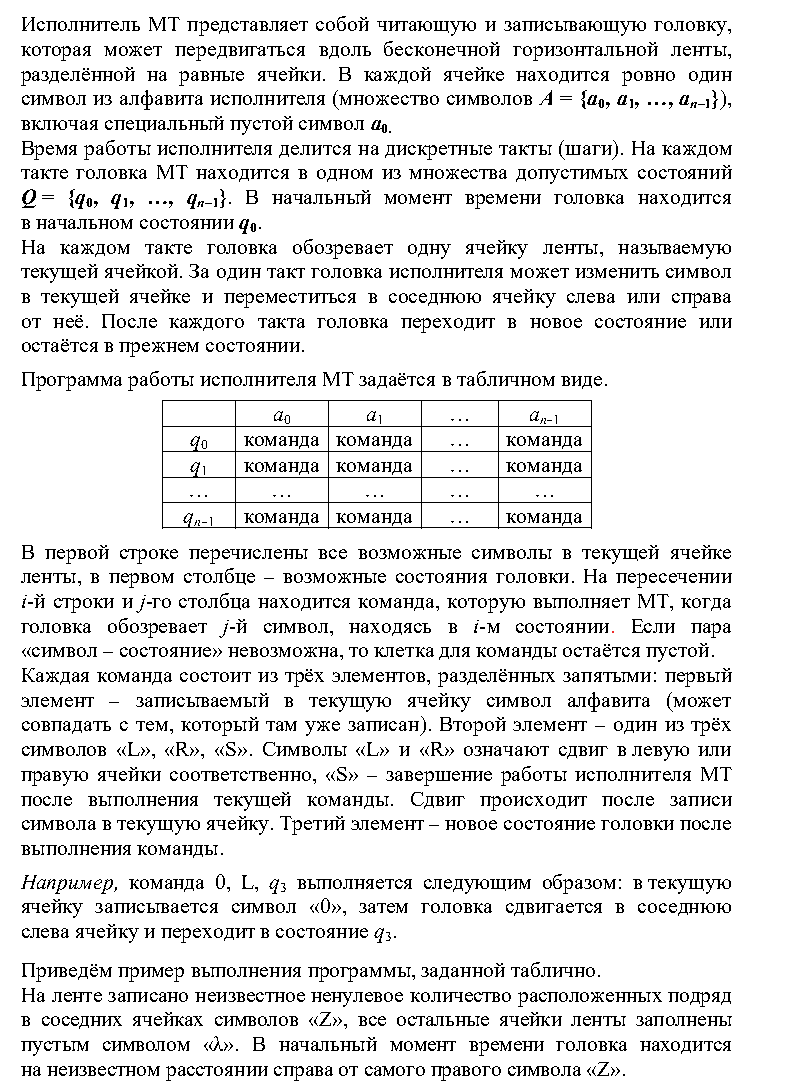 Исполнитель МТ представляет собой читающую и записывающую головку,
которая может передвигаться вдоль бесконечной горизонтальной ленты,
разделённой на равные ячейки. В каждой ячейке находится ровно один
символ из алфавита исполнителя (множество символов A = {a₀, a₁, …, aₙ₋₁}),
включая специальный пустой символ a₀.
Время работы исполнителя делится на дискретные такты (шаги). На каждом
такте головка МТ находится в одном из множества допустимых состояний
Q = {q₀, q₁, …, qₙ₋₁}. В начальный момент времени головка находится
в начальном состоянии q₀.
На каждом такте головка обозревает одну ячейку ленты, называемую
текущей ячейкой. За один такт головка исполнителя может изменить символ
в текущей ячейке и переместиться в соседнюю ячейку слева или справа
от неё. После каждого такта головка переходит в новое состояние или
остаётся в прежнем состоянии.
Программа работы исполнителя МТ задаётся в табличном виде.
a₀ a₁ … aₙ₋₁
q₀ команда команда … команда
q₁ команда команда … команда
… … … … …
qₙ₋₁ команда команда … команда
В первой строке перечислены все возможные символы в текущей ячейке
ленты, в первом столбце – возможные состояния головки. На пересечении
i-й строки и j-го столбца находится команда, которую выполняет МТ, когда
головка обозревает j-й символ, находясь в i-м состоянии. Если пара
«символ – состояние» невозможна, то клетка для команды остаётся пустой.
Каждая команда состоит из трёх элементов, разделённых запятыми: первый
элемент – записываемый в текущую ячейку символ алфавита (может
совпадать с тем, который там уже записан). Второй элемент – один из трёх
символов «L», «R», «S». Символы «L» и «R» означают сдвиг в левую или
правую ячейки соответственно, «S» – завершение работы исполнителя МТ
после выполнения текущей команды. Сдвиг происходит после записи
символа в текущую ячейку. Третий элемент – новое состояние головки после
выполнения команды.
Например, команда 0, L, q₃ выполняется следующим образом: в текущую
ячейку записывается символ «0», затем головка сдвигается в соседнюю
слева ячейку и переходит в состояние q₃.
Приведём пример выполнения программы, заданной таблично.
На ленте записано неизвестное ненулевое количество расположенных подряд
в соседних ячейках символов «Z», все остальные ячейки ленты заполнены
пустым символом «λ». В начальный момент времени головка находится
на неизвестном расстоянии справа от самого правого символа «Z».